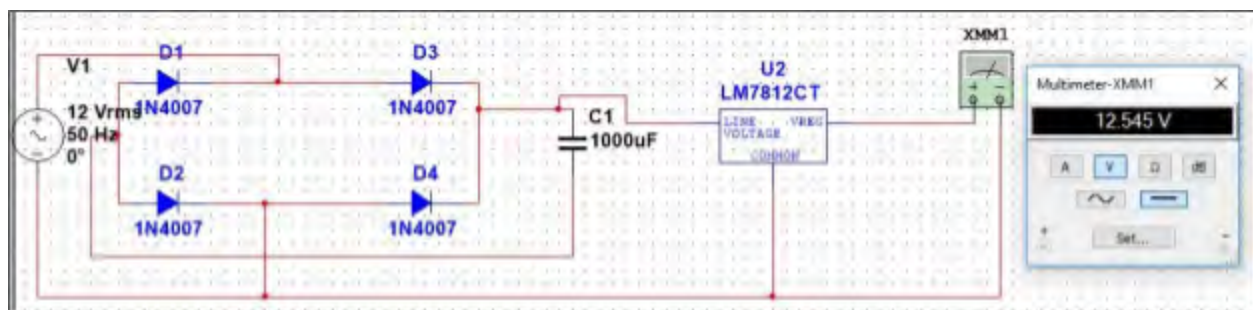 XMM1
V1
12 Vrms
50 Hz
0°
D1
1N4007
D3
1N4007
D2
1N4007
D4
1N4007
C1
1000uF
U2
LM7812CT
LINE VREG
VOLTAGE
COMMON
+ -
Multimeter-XMM1 ×
12.545 V
A V Ω dB
+ Set... -
-